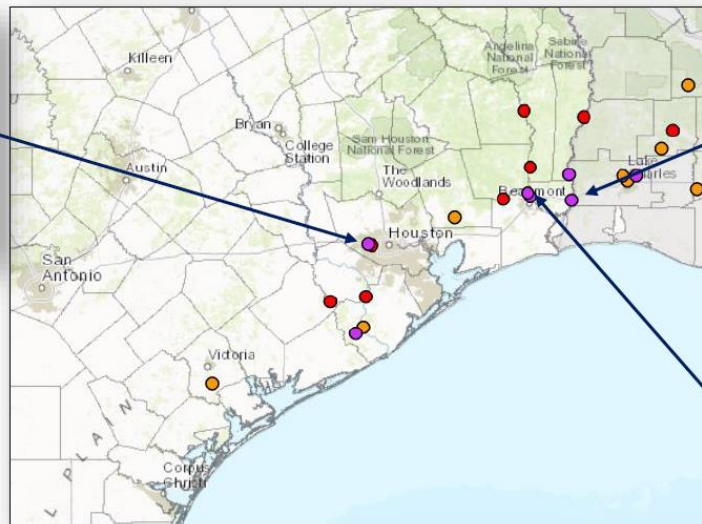 Killeen
Angelina
National
Forest
Sabine
National
Forest
Bryan
College
Station
Sam Houston
National Forest
Austin
The
Woodlands
Beaumont
Lake
Charles
Houston
San
Antonio
Victoria
L PLAIN
Corpus
Christi